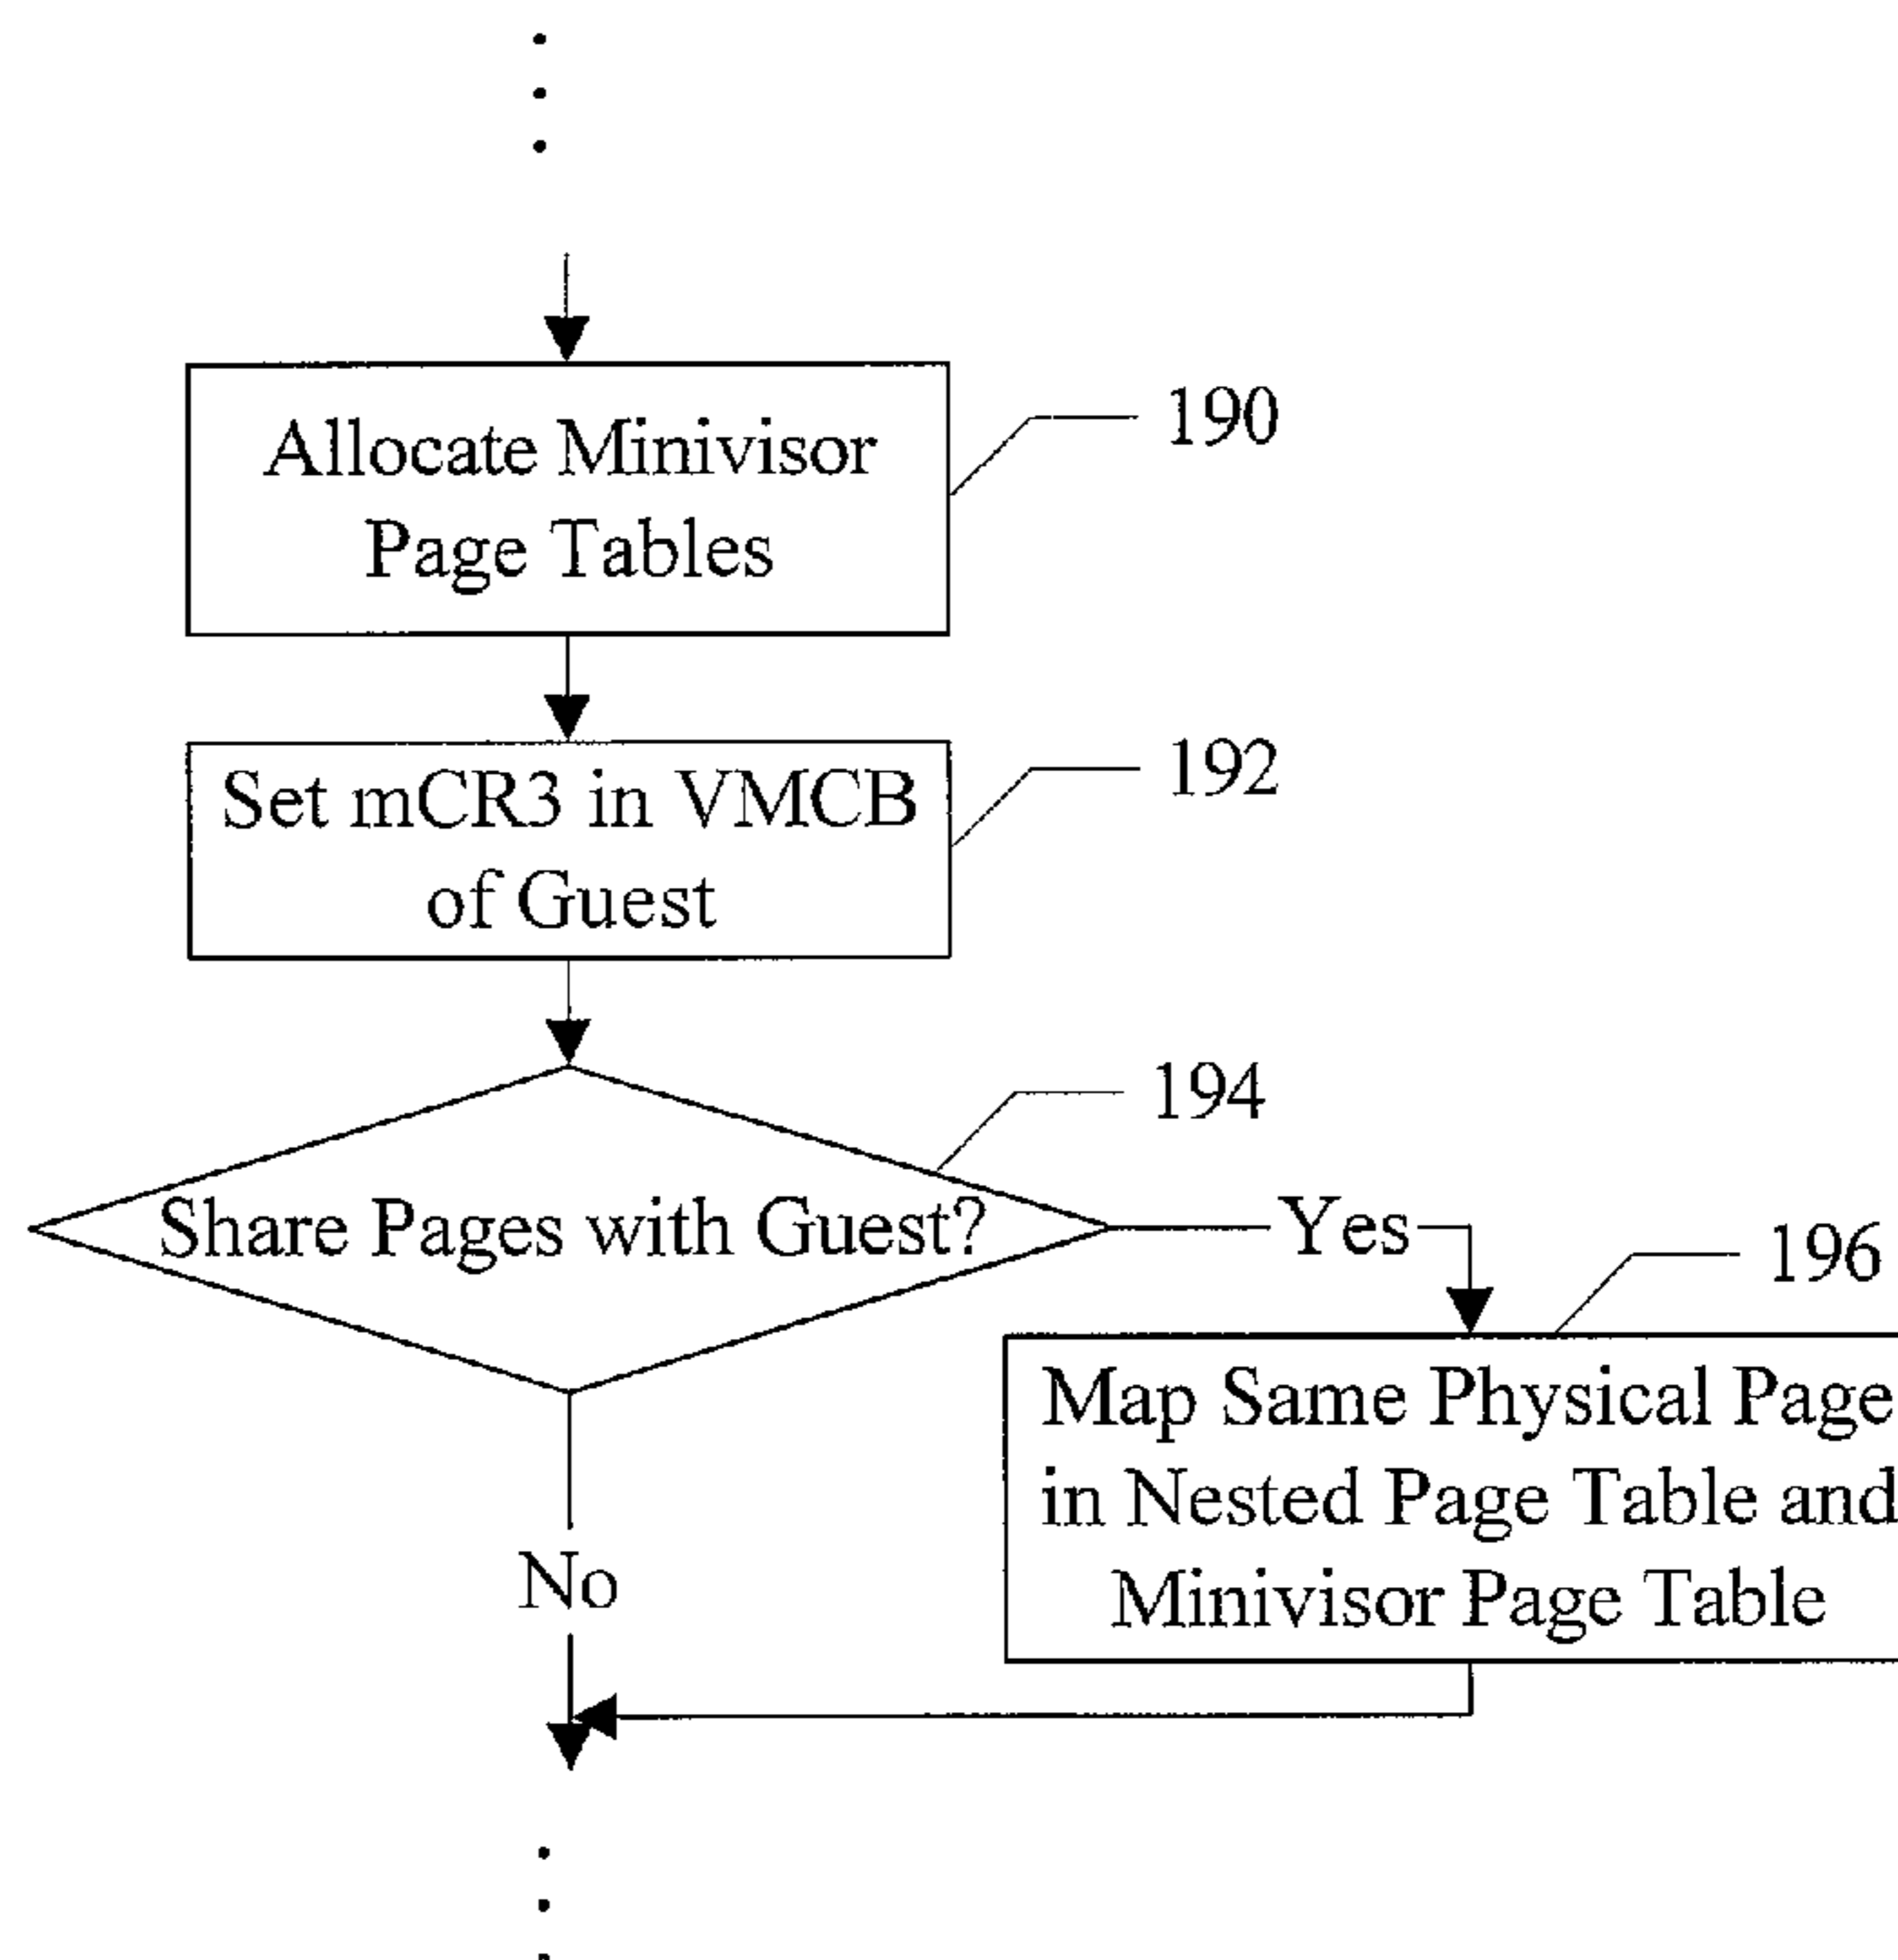 Allocate Minivisor
Page Tables
190
Set mCR3 in VMCB
of Guest
192
194
Share Pages with Guest?
Yes
196
Map Same Physical Page
in Nested Page Table and
Minivisor Page Table
No